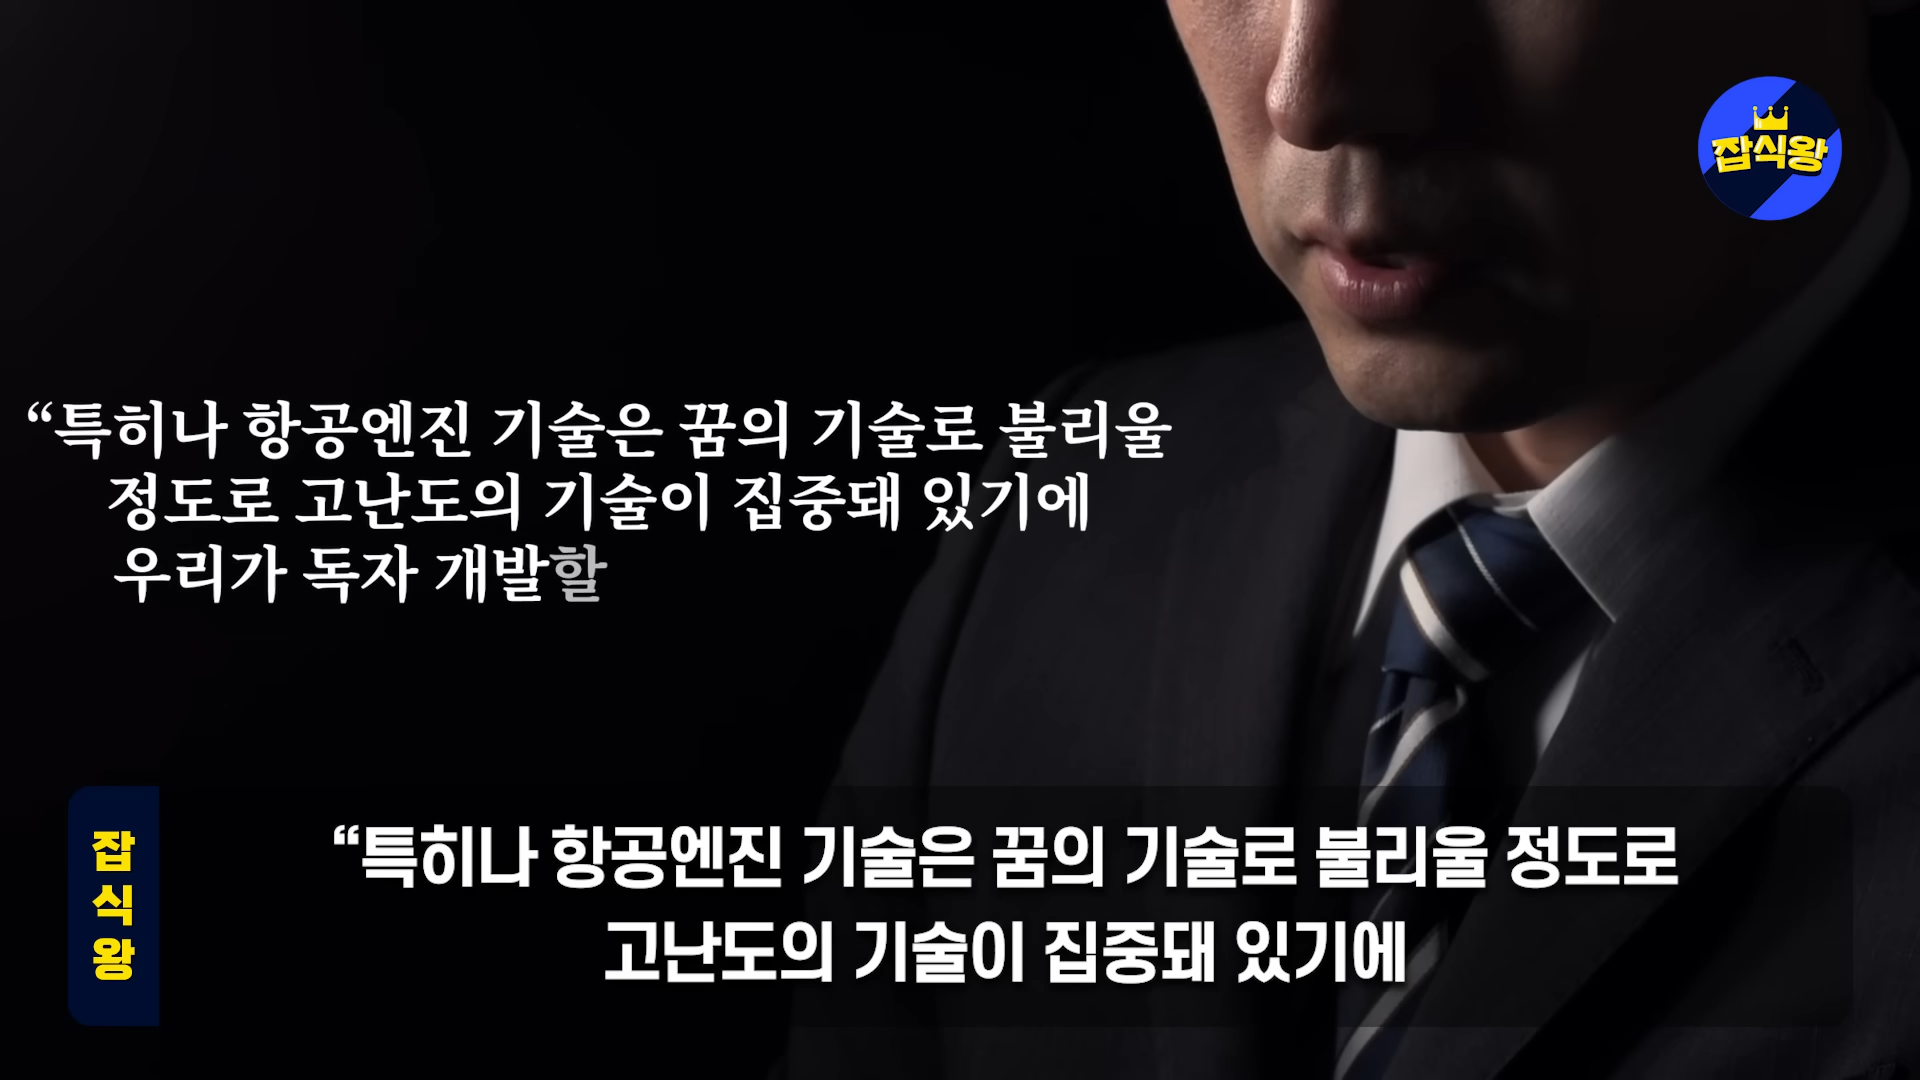 잡식왕
“특히나 항공엔진 기술은 꿈의 기술로 불리울
정도로 고난도의 기술이 집중돼 있기에
우리가 독자 개발할
잡식왕
“특히나 항공엔진 기술은 꿈의 기술로 불리울 정도로
고난도의 기술이 집중돼 있기에